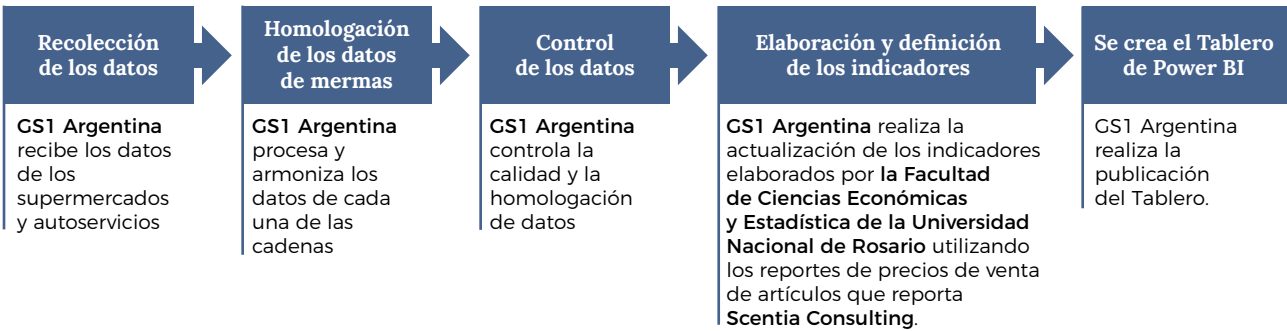 Recolección
de los datos
GS1 Argentina
recibe los datos
de los
supermercados
y autoservicios
Homologación
de los datos
de mermas
GS1 Argentina
procesa y
armoniza los
datos de cada
una de las
cadenas
Control
de los datos
GS1 Argentina
controla la
calidad y la
homologación
de datos
Elaboración y definición
de los indicadores
GS1 Argentina realiza la
actualización de los indicadores
elaborados por la Facultad
de Ciencias Económicas
y Estadística de la Universidad
Nacional de Rosario utilizando
los reportes de precios de venta
de artículos que reporta
Scentia Consulting.
Se crea el Tablero
de Power BI
GS1 Argentina
realiza la
publicación
del Tablero.